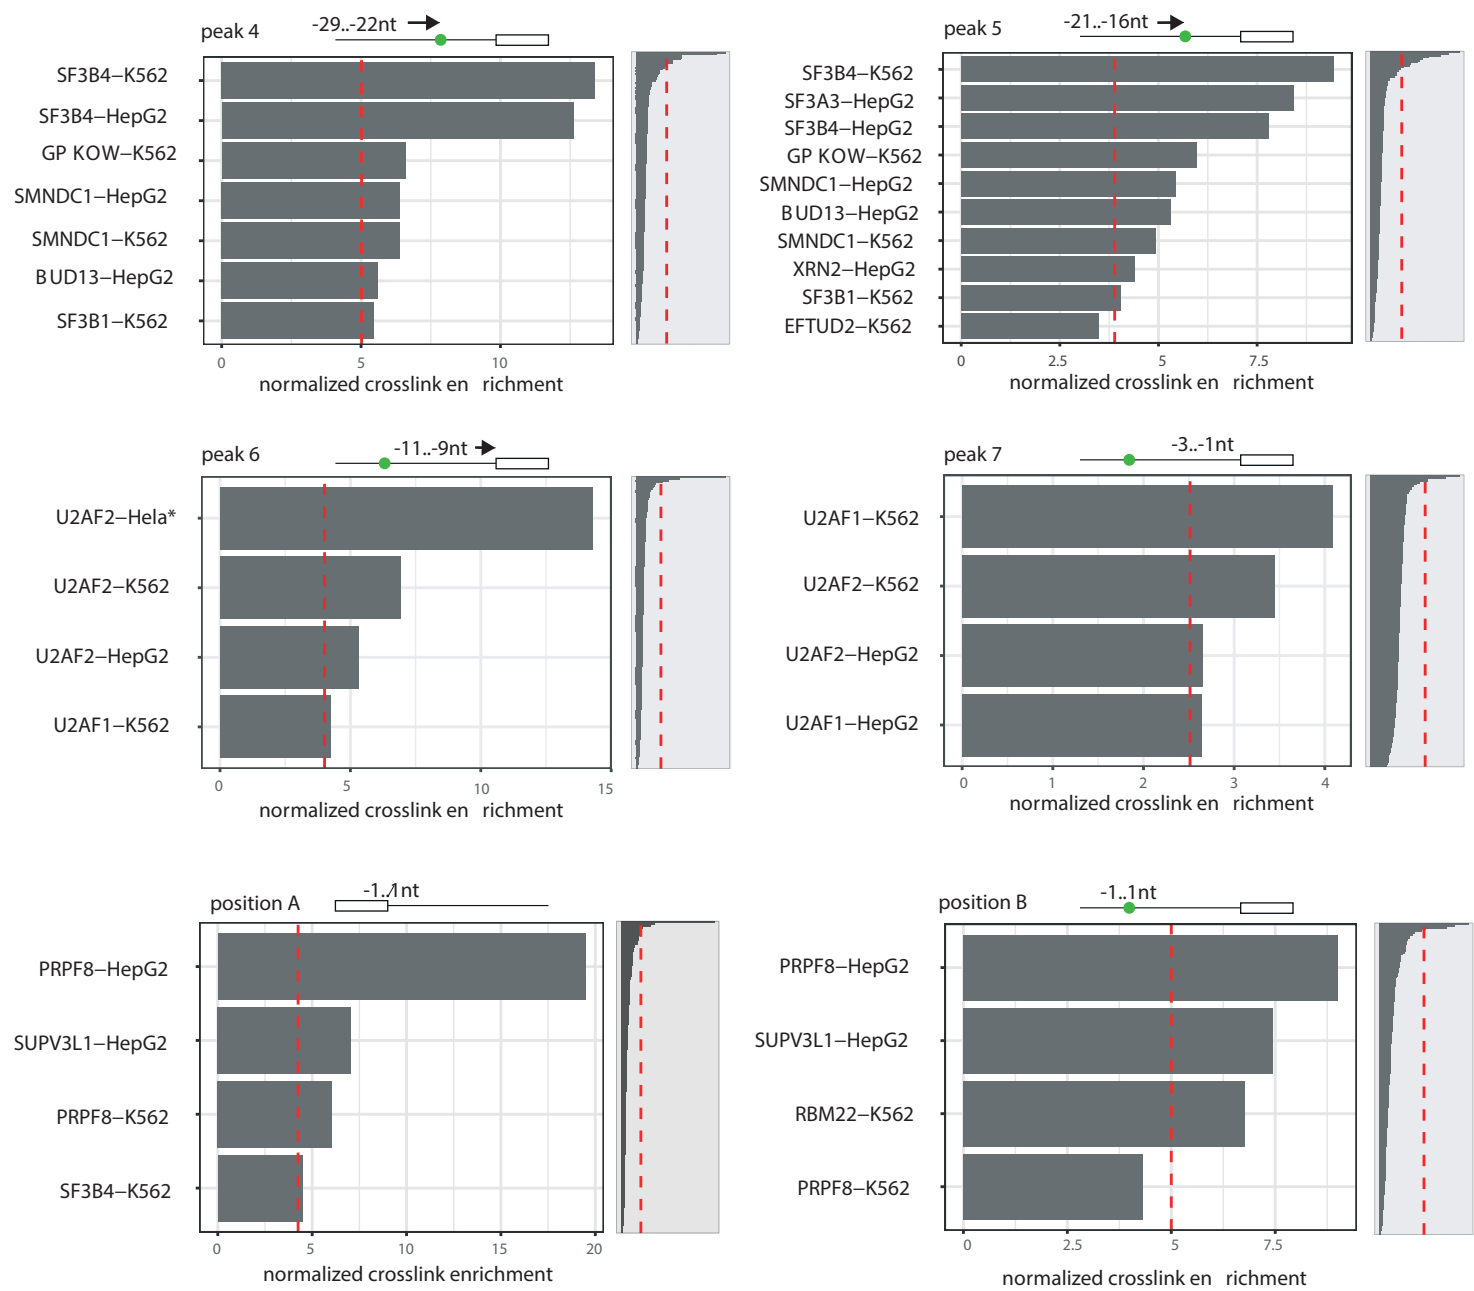 peak 4
-29..-22nt
SF3B4–K562
SF3B4–HepG2
GP KOW–K562
SMNDC1–HepG2
SMNDC1–K562
BUD13–HepG2
SF3B1–K562
0 5 10
normalized crosslink en richment
peak 5
-21..-16nt
SF3B4–K562
SF3A3–HepG2
SF3B4–HepG2
GP KOW–K562
SMNDC1–HepG2
BUD13–HepG2
SMNDC1–K562
XRN2–HepG2
SF3B1–K562
EFTUD2–K562
0 2.5 5 7.5
normalized crosslink en richment
peak 6
-11..-9nt
U2AF2–Hela*
U2AF2–K562
U2AF2–HepG2
U2AF1–K562
0 5 10 15
normalized crosslink en richment
peak 7
-3..-1nt
U2AF1–K562
U2AF2–K562
U2AF2–HepG2
U2AF1–HepG2
0 1 2 3 4
normalized crosslink en richment
position A
-1..1nt
PRPF8–HepG2
SUPV3L1–HepG2
PRPF8–K562
SF3B4–K562
0 5 10 15 20
normalized crosslink enrichment
position B
-1..1nt
PRPF8–HepG2
SUPV3L1–HepG2
RBM22–K562
PRPF8–K562
0 2.5 5 7.5
normalized crosslink en richment